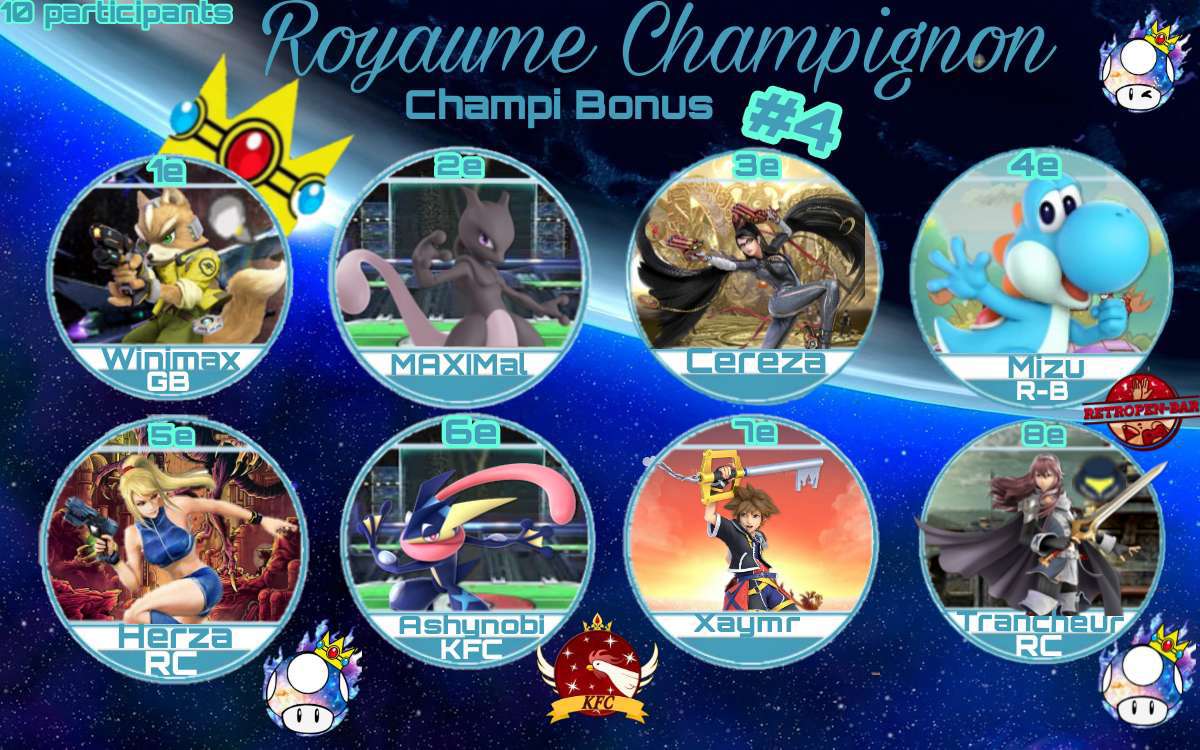 10 participants
Royaume Champignon
Champi Bonus #4
1e
2e
3e
4e
Winimax
GB
MAXIMal
Cereza
Mizu
R-B
RETROPEN-BAR
5e
6e
7e
8e
Herza
RC
Ashynobi
KFC
Xaymr
Trancheur
RC
KFC